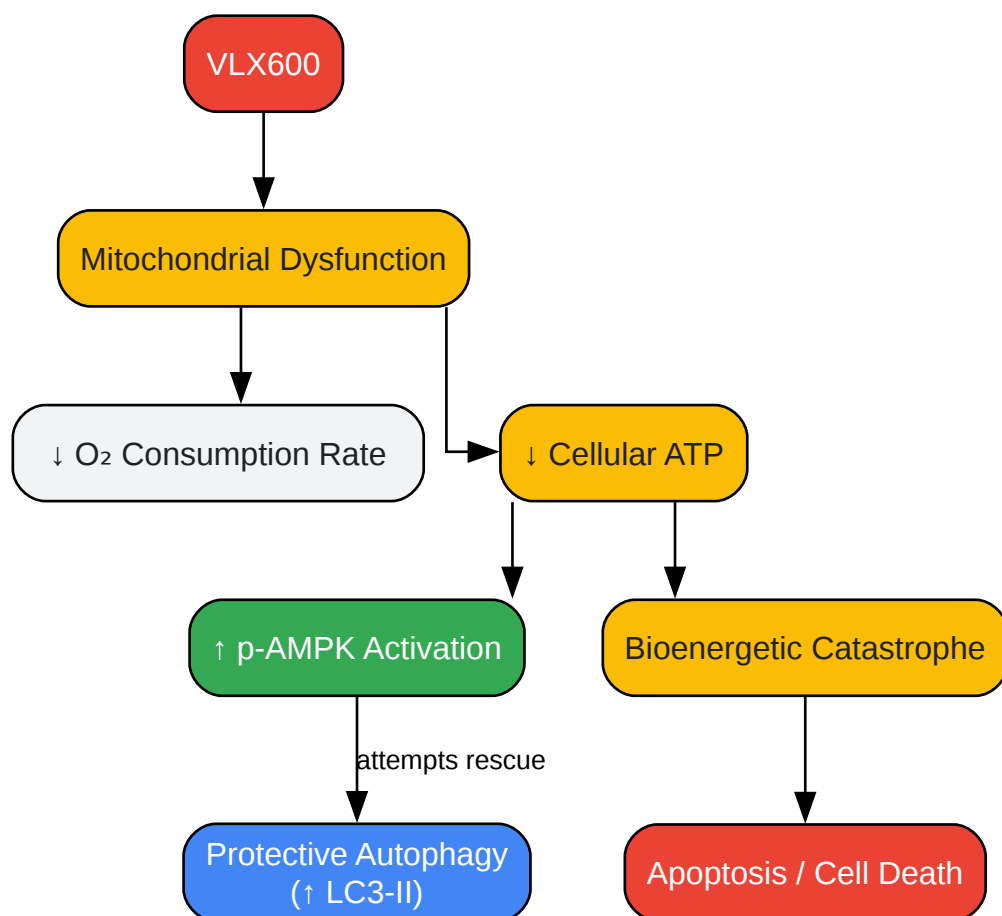 VLX600
Mitochondrial Dysfunction
↓ O₂ Consumption Rate
↓ Cellular ATP
↑ p-AMPK Activation
Bioenergetic Catastrophe
attempts rescue
Protective Autophagy
(↑ LC3-II)
Apoptosis / Cell Death